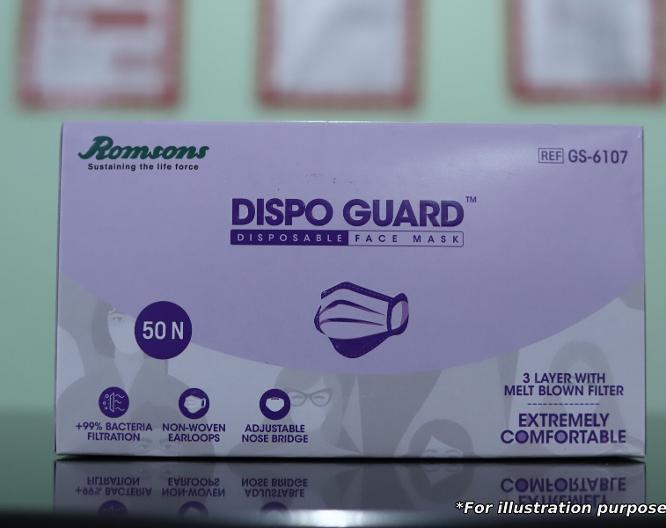 Romsons
Sustaining the life force
REF GS-6107
DISPO GUARD™
DISPOSABLE FACE MASK
50 N
3 LAYER WITH
MELT BLOWN FILTER
EXTREMELY
COMFORTABLE
+99% BACTERIA
FILTRATION
NON-WOVEN
EARLOOPS
ADJUSTABLE
NOSE BRIDGE
*For illustration purpose